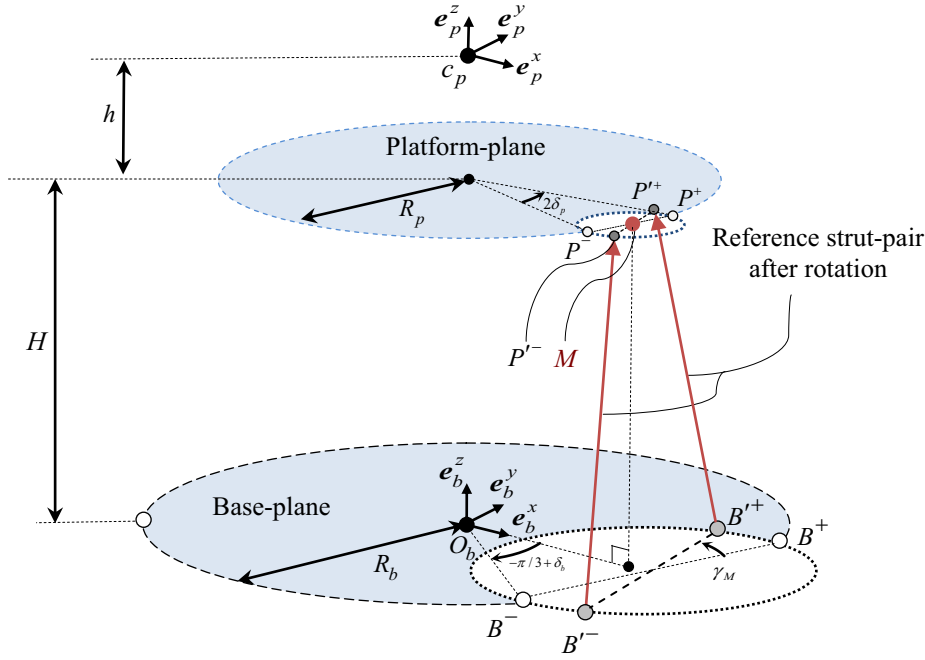 e_p^z
e_p^y
c_p
e_p^x
h
Platform-plane
P'^+
P^+
2δ_p
R_p
P^-
Reference strut-pair
after rotation
H
P'^-
M
e_b^z
e_b^y
Base-plane
e_b^x
B'^+
B^+
O_b
-π/3+δ_b
R_b
γ_M
B^-
B'^-